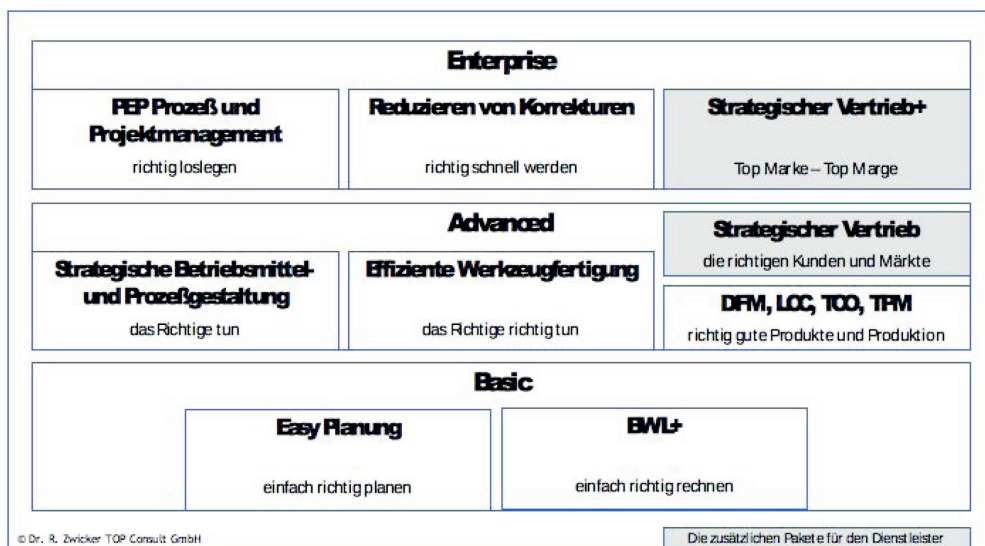 Enterprise
PEP Prozeß und
Projektmanagement
richtig loslegen
Reduzieren von Korrekturen
richtig schnell werden
Strategischer Vertrieb+
Top Marke – Top Marge
Advanced
Strategische Betriebsmittel-
und Prozeßgestaltung
das Richtige tun
Effiziente Werkzeugfertigung
das Richtige richtig tun
Strategischer Vertrieb
die richtigen Kunden und Märkte
DFM, LCC, TCO, TPM
richtig gute Produkte und Produktion
Basic
Easy Planung
einfach richtig planen
BWL+
einfach richtig rechnen
© Dr. R. Zwicker TOP Consult GmbH
Die zusätzlichen Pakete für den Dienstleister